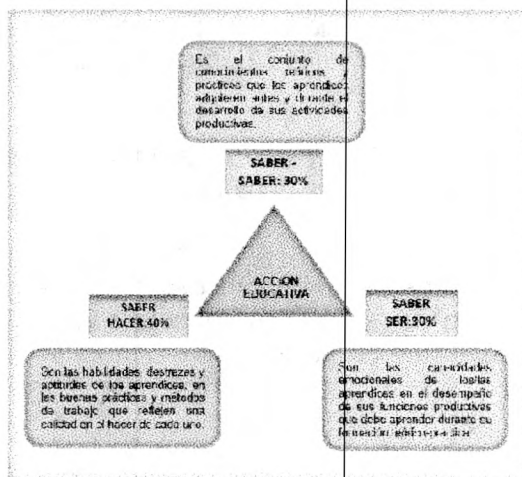 Es el conjunto de
conocimientos teóricos y
prácticos que los aprendices
adquieren antes y durante el
desarrollo de sus actividades
productivas.
SABER -
SABER: 30%
ACCION
EDUCATIVA
SABER
HACER:40%
SABER
SER:30%
Son las habilidades, destrezas y
aptitudes de los aprendices, en
las buenas prácticas y métodos
de trabajo que reflejen una
calidad en el hacer de cada uno.
Son las capacidades
emocionales de los/las
aprendices en el desempeño
de sus funciones productivas
que debe aprender durante su
formación